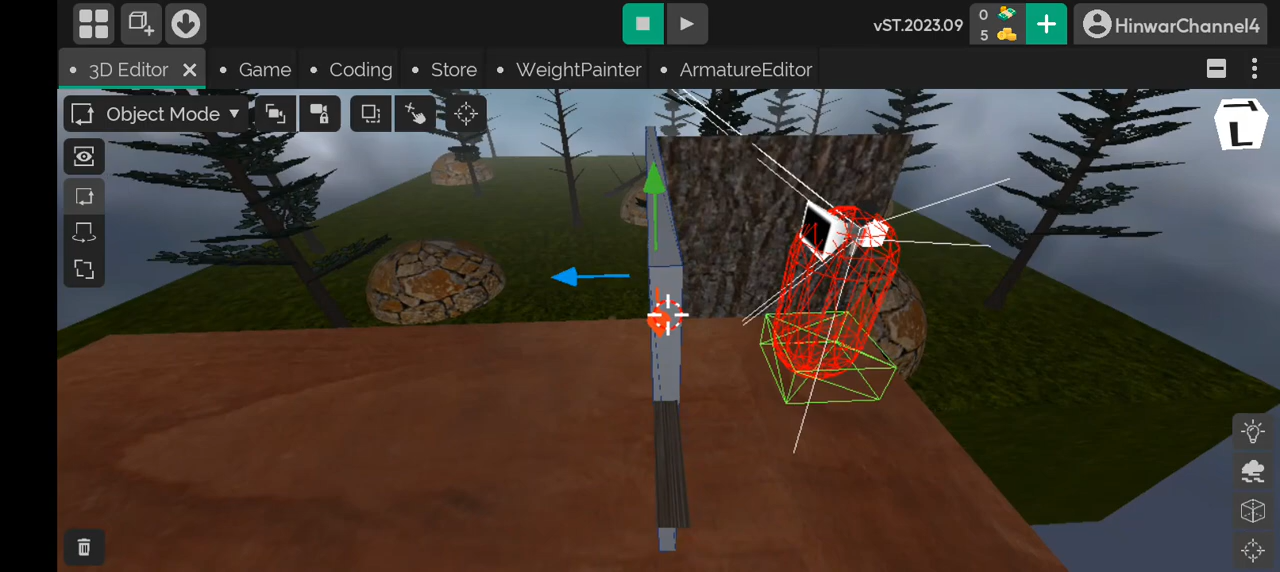 vST.2023.09
0
5
HinwarChannel4
3D Editor
Game
Coding
Store
WeightPainter
ArmatureEditor
Object Mode
L